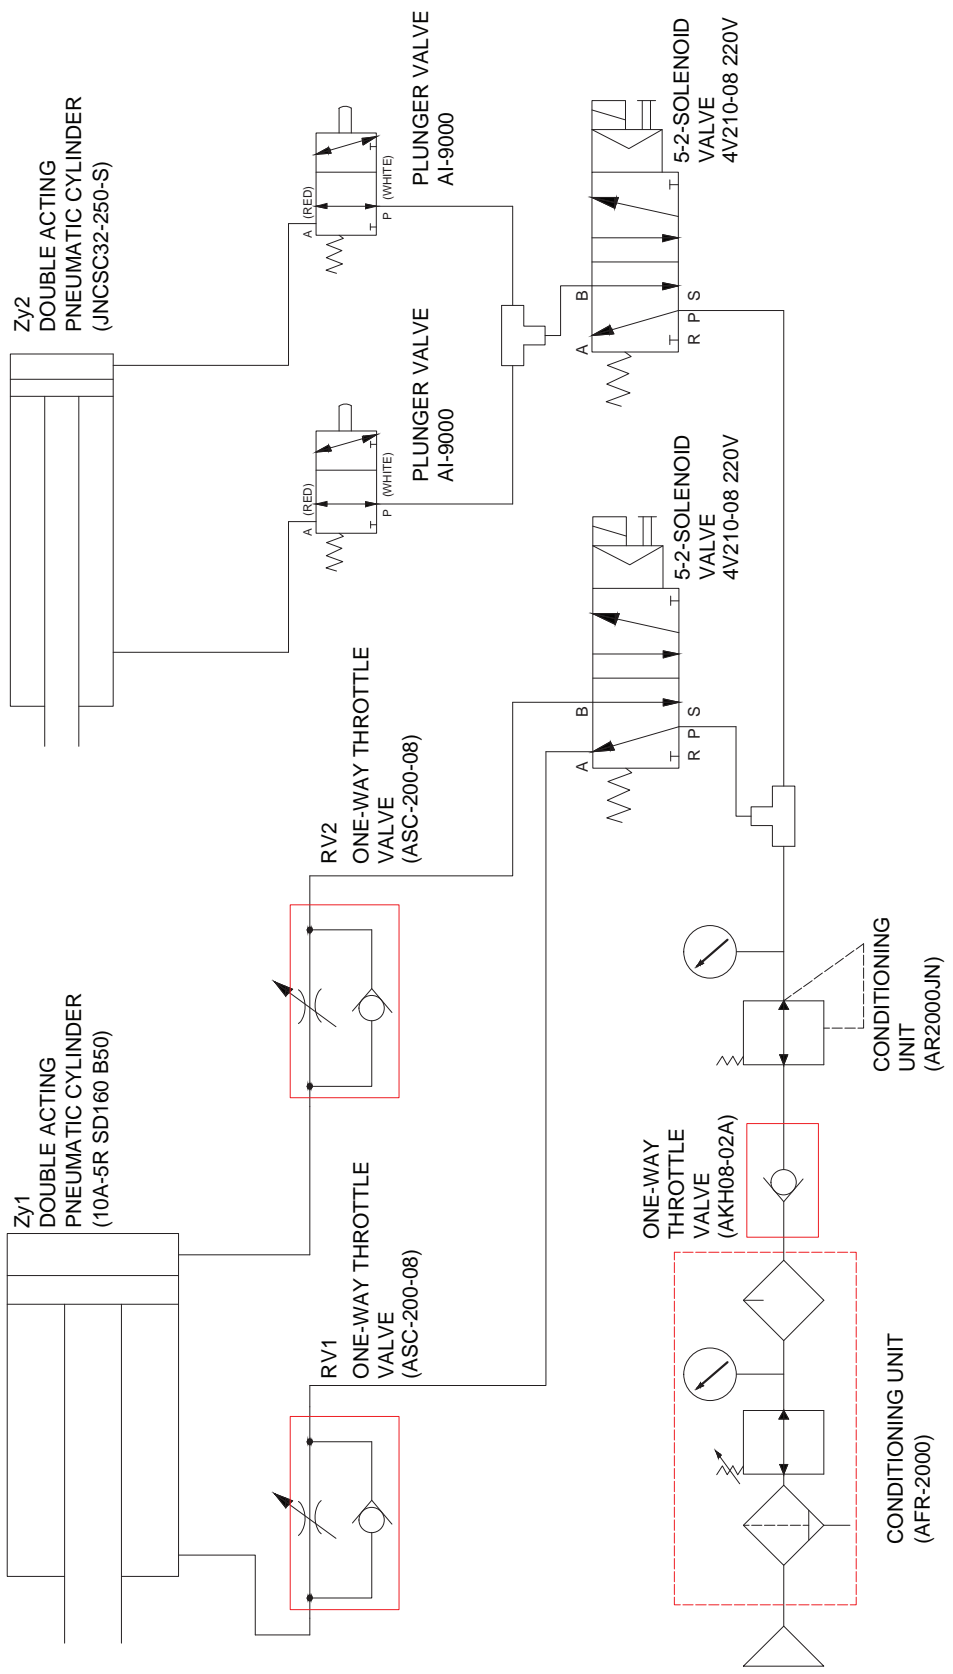 Zy1
DOUBLE ACTING
PNEUMATIC CYLINDER
(10A-5R SD160 B50)
Zy2
DOUBLE ACTING
PNEUMATIC CYLINDER
(JNCSC32-250-S)
RV1
ONE-WAY THROTTLE
VALVE
(ASC-200-08)
RV2
ONE-WAY THROTTLE
VALVE
(ASC-200-08)
A (RED)
P (WHITE)
PLUNGER VALVE
AI-9000
A (RED)
P (WHITE)
PLUNGER VALVE
AI-9000
A B
R P S
5-2-SOLENOID
VALVE
4V210-08 220V
A B
R P S
5-2-SOLENOID
VALVE
4V210-08 220V
ONE-WAY
THROTTLE
VALVE
(AKH08-02A)
CONDITIONING UNIT
(AFR-2000)
CONDITIONING
UNIT
(AR2000JN)